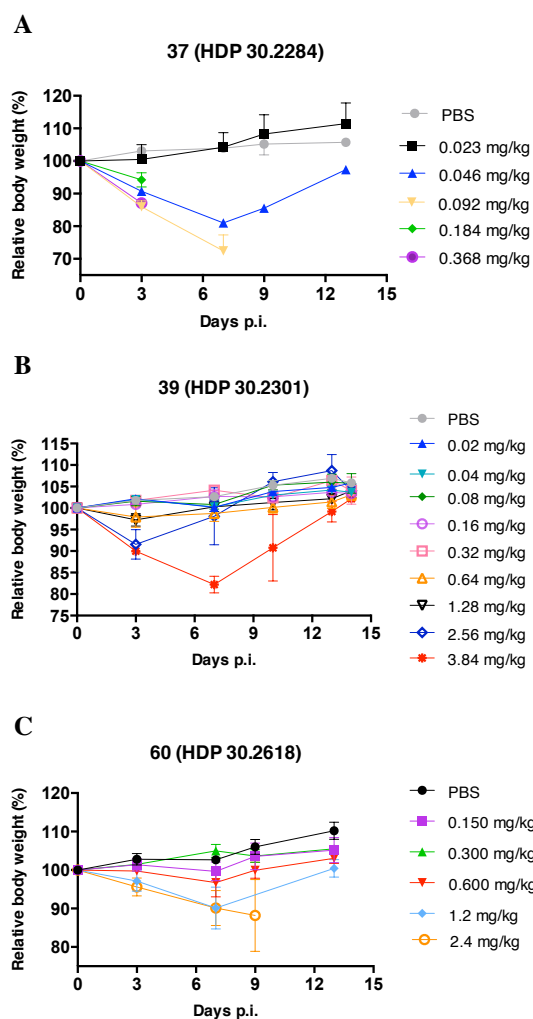 A
37 (HDP 30.2284)
Relative body weight (%)
120
110
100
90
80
70
0
3
6
9
12
15
Days p.i.
PBS
0.023 mg/kg
0.046 mg/kg
0.092 mg/kg
0.184 mg/kg
0.368 mg/kg
B
39 (HDP 30.2301)
Relative body weight (%)
115
110
105
100
95
90
85
80
75
0
3
6
9
12
15
Days p.i.
PBS
0.02 mg/kg
0.04 mg/kg
0.08 mg/kg
0.16 mg/kg
0.32 mg/kg
0.64 mg/kg
1.28 mg/kg
2.56 mg/kg
3.84 mg/kg
C
60 (HDP 30.2618)
Relative body weight (%)
120
110
100
90
80
0
3
6
9
12
15
Days p.i.
PBS
0.150 mg/kg
0.300 mg/kg
0.600 mg/kg
1.2 mg/kg
2.4 mg/kg